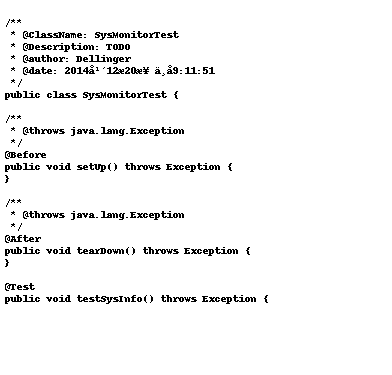 /**
 * @ClassName: SysMonitorTest
 * @Description: TODO
 * @author: Dellinger
 * @date: 2014å¹´12æ20æ¥ ä¸å9:11:51
 */
public class SysMonitorTest {
/**
 * @throws java.lang.Exception
 */
@Before
public void setUp() throws Exception {
}
/**
 * @throws java.lang.Exception
 */
@After
public void tearDown() throws Exception {
}
@Test
public void testSysInfo() throws Exception {